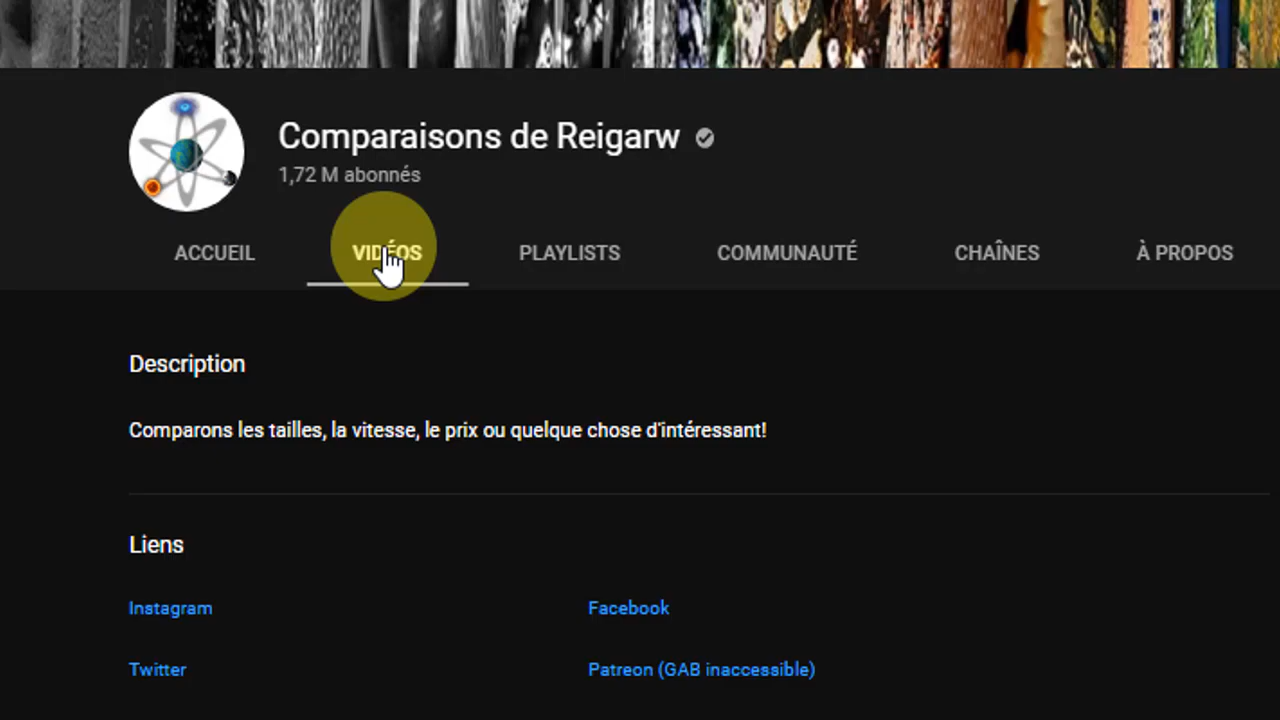 Comparaisons de Reigarw
1,72 M abonnés
ACCUEIL VIDÉOS PLAYLISTS COMMUNAUTÉ CHAÎNES À PROPOS
Description
Comparons les tailles, la vitesse, le prix ou quelque chose d'intéressant!
Liens
Instagram Facebook
Twitter Patreon (GAB inaccessible)